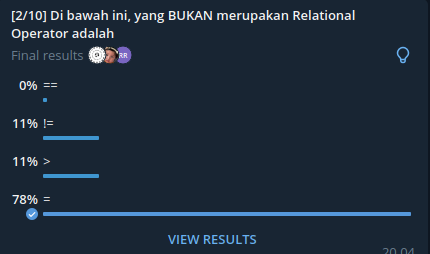 [2/10] Di bawah ini, yang BUKAN merupakan Relational
Operator adalah
Final results RR
0% ==
11% !=
11% >
78% =
VIEW RESULTS
20.04